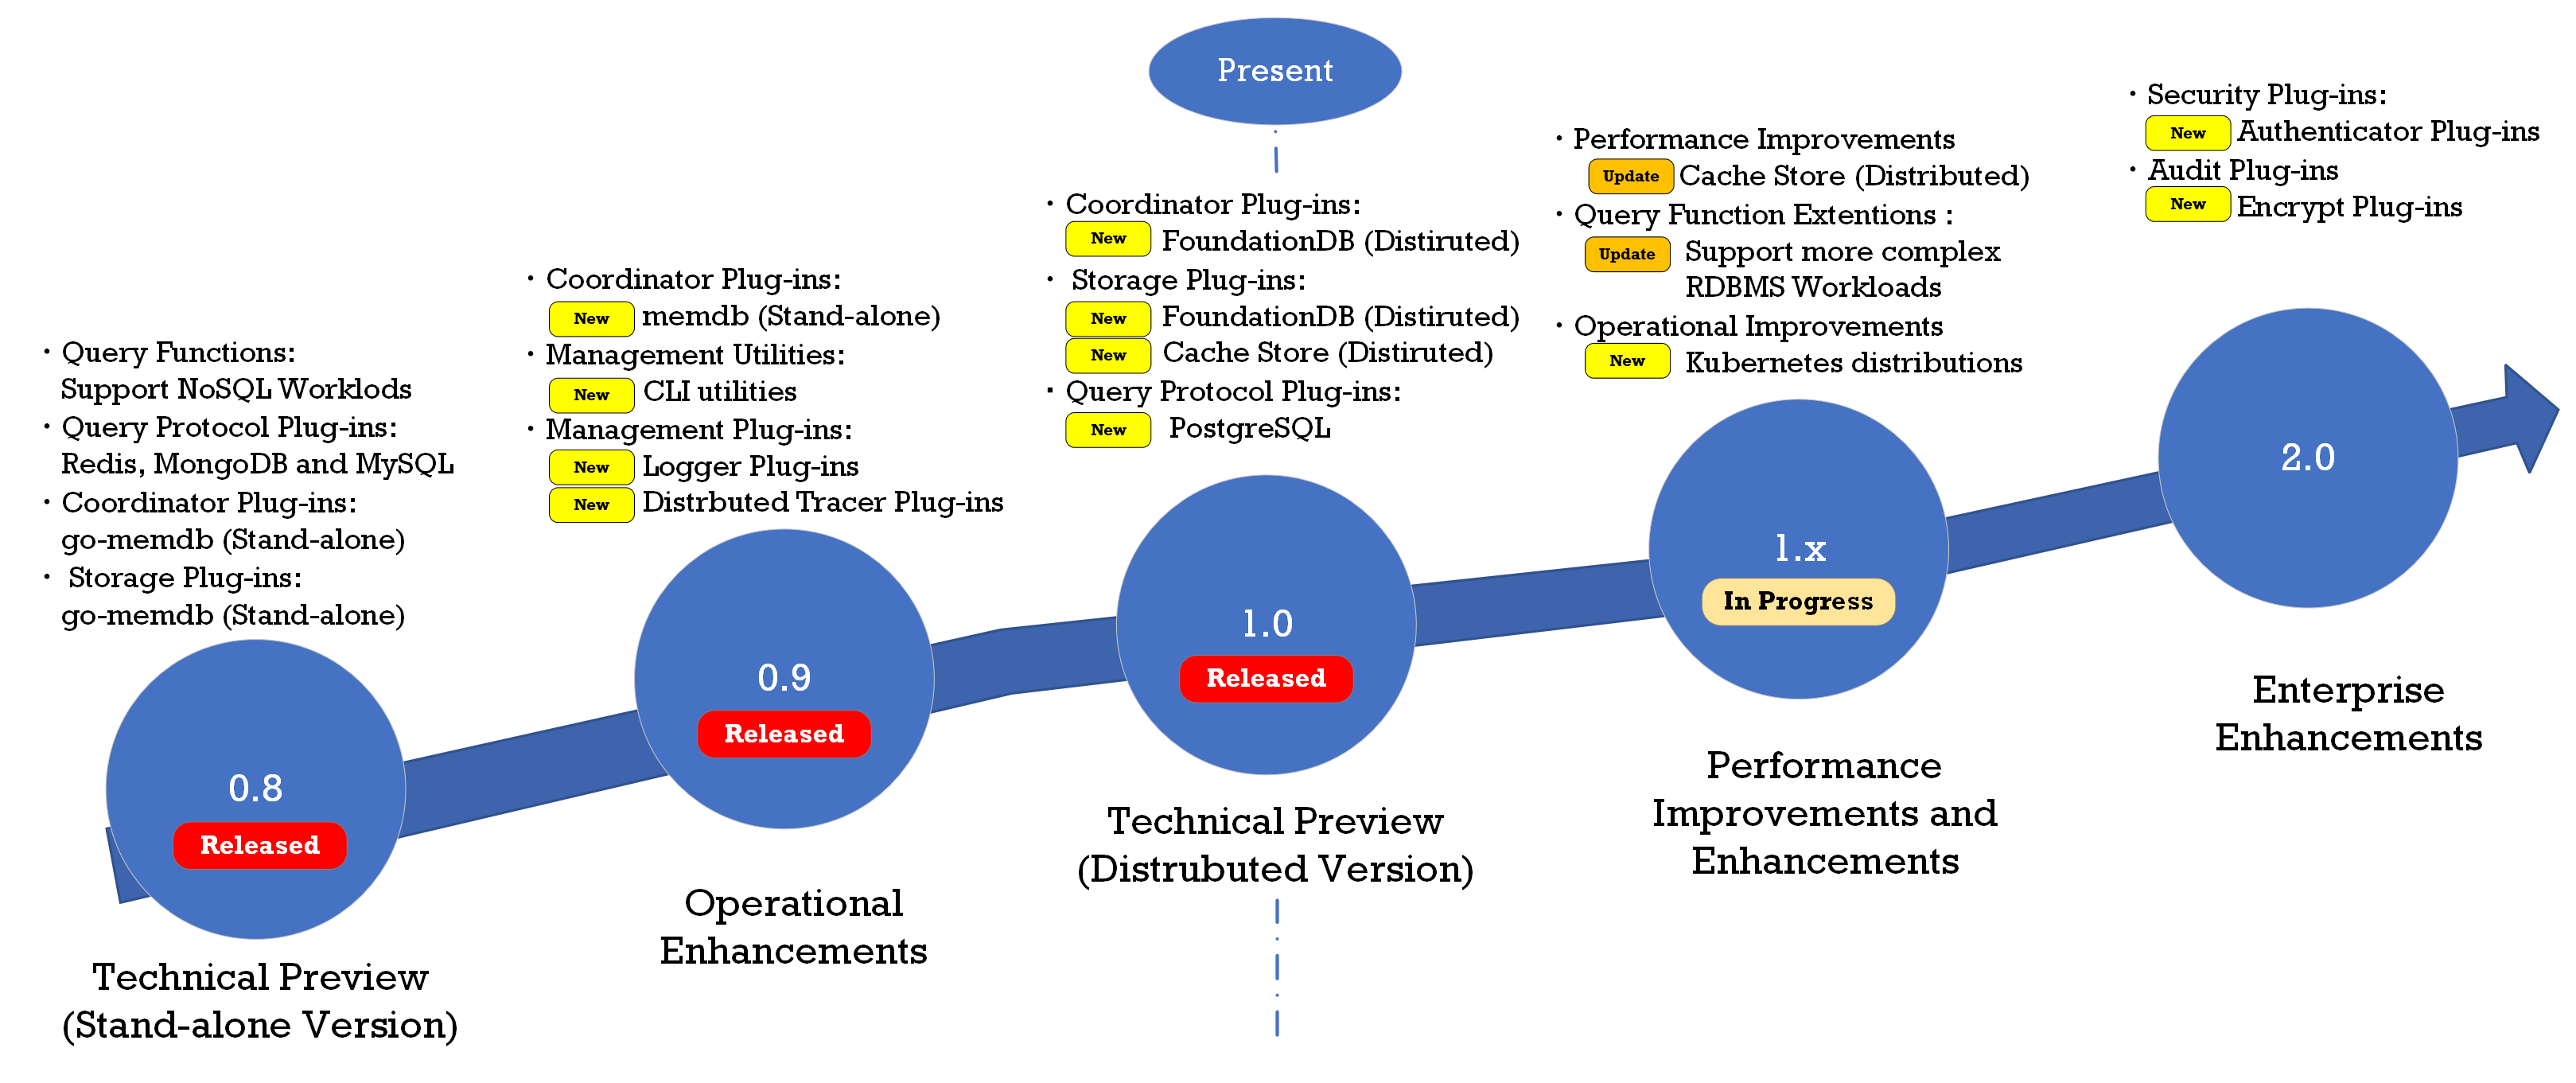 Present
・Query Functions:
Support NoSQL Worklods
・Query Protocol Plug-ins:
Redis, MongoDB and MySQL
・Coordinator Plug-ins:
go-memdb (Stand-alone)
・Storage Plug-ins:
go-memdb (Stand-alone)
0.8
Released
Technical Preview
(Stand-alone Version)
・Coordinator Plug-ins:
New memdb (Stand-alone)
・Management Utilities:
New CLI utilities
・Management Plug-ins:
New Logger Plug-ins
New Distrbuted Tracer Plug-ins
0.9
Released
Operational
Enhancements
・Coordinator Plug-ins:
New FoundationDB (Distiruted)
・Storage Plug-ins:
New FoundationDB (Distiruted)
New Cache Store (Distiruted)
・Query Protocol Plug-ins:
New PostgreSQL
1.0
Released
Technical Preview
(Distrubuted Version)
・Performance Improvements
Update Cache Store (Distributed)
・Query Function Extentions :
Update Support more complex
RDBMS Workloads
・Operational Improvements
New Kubernetes distributions
1.x
In Progress
Performance
Improvements and
Enhancements
・Security Plug-ins:
New Authenticator Plug-ins
・Audit Plug-ins
New Encrypt Plug-ins
2.0
Enterprise
Enhancements